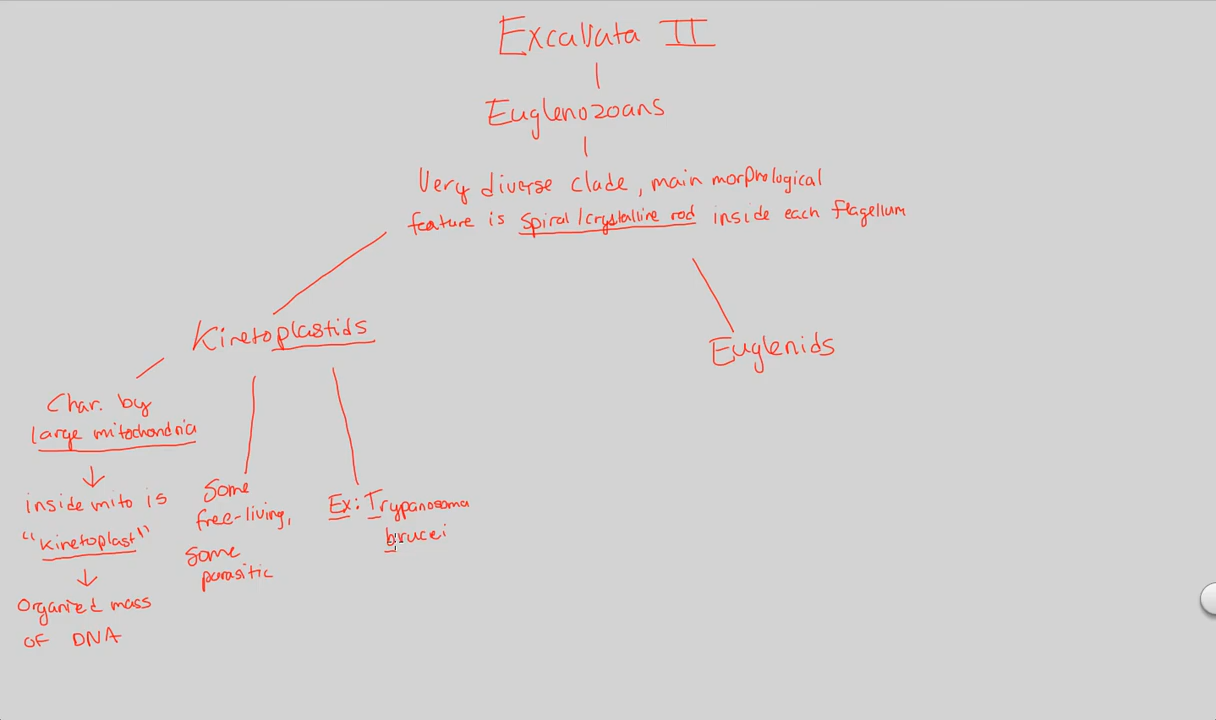 Excavata II
Euglenozoans
Very diverse clade, main morphological
feature is spiral/crystalline rod inside each flagellum
Kinetoplastids
Euglenids
Char. by
large mitochondria
inside mito is
"kinetoplast"
Organized mass
of DNA
Some
free-living,
Some
parasitic
Ex: Trypanosoma
brucei